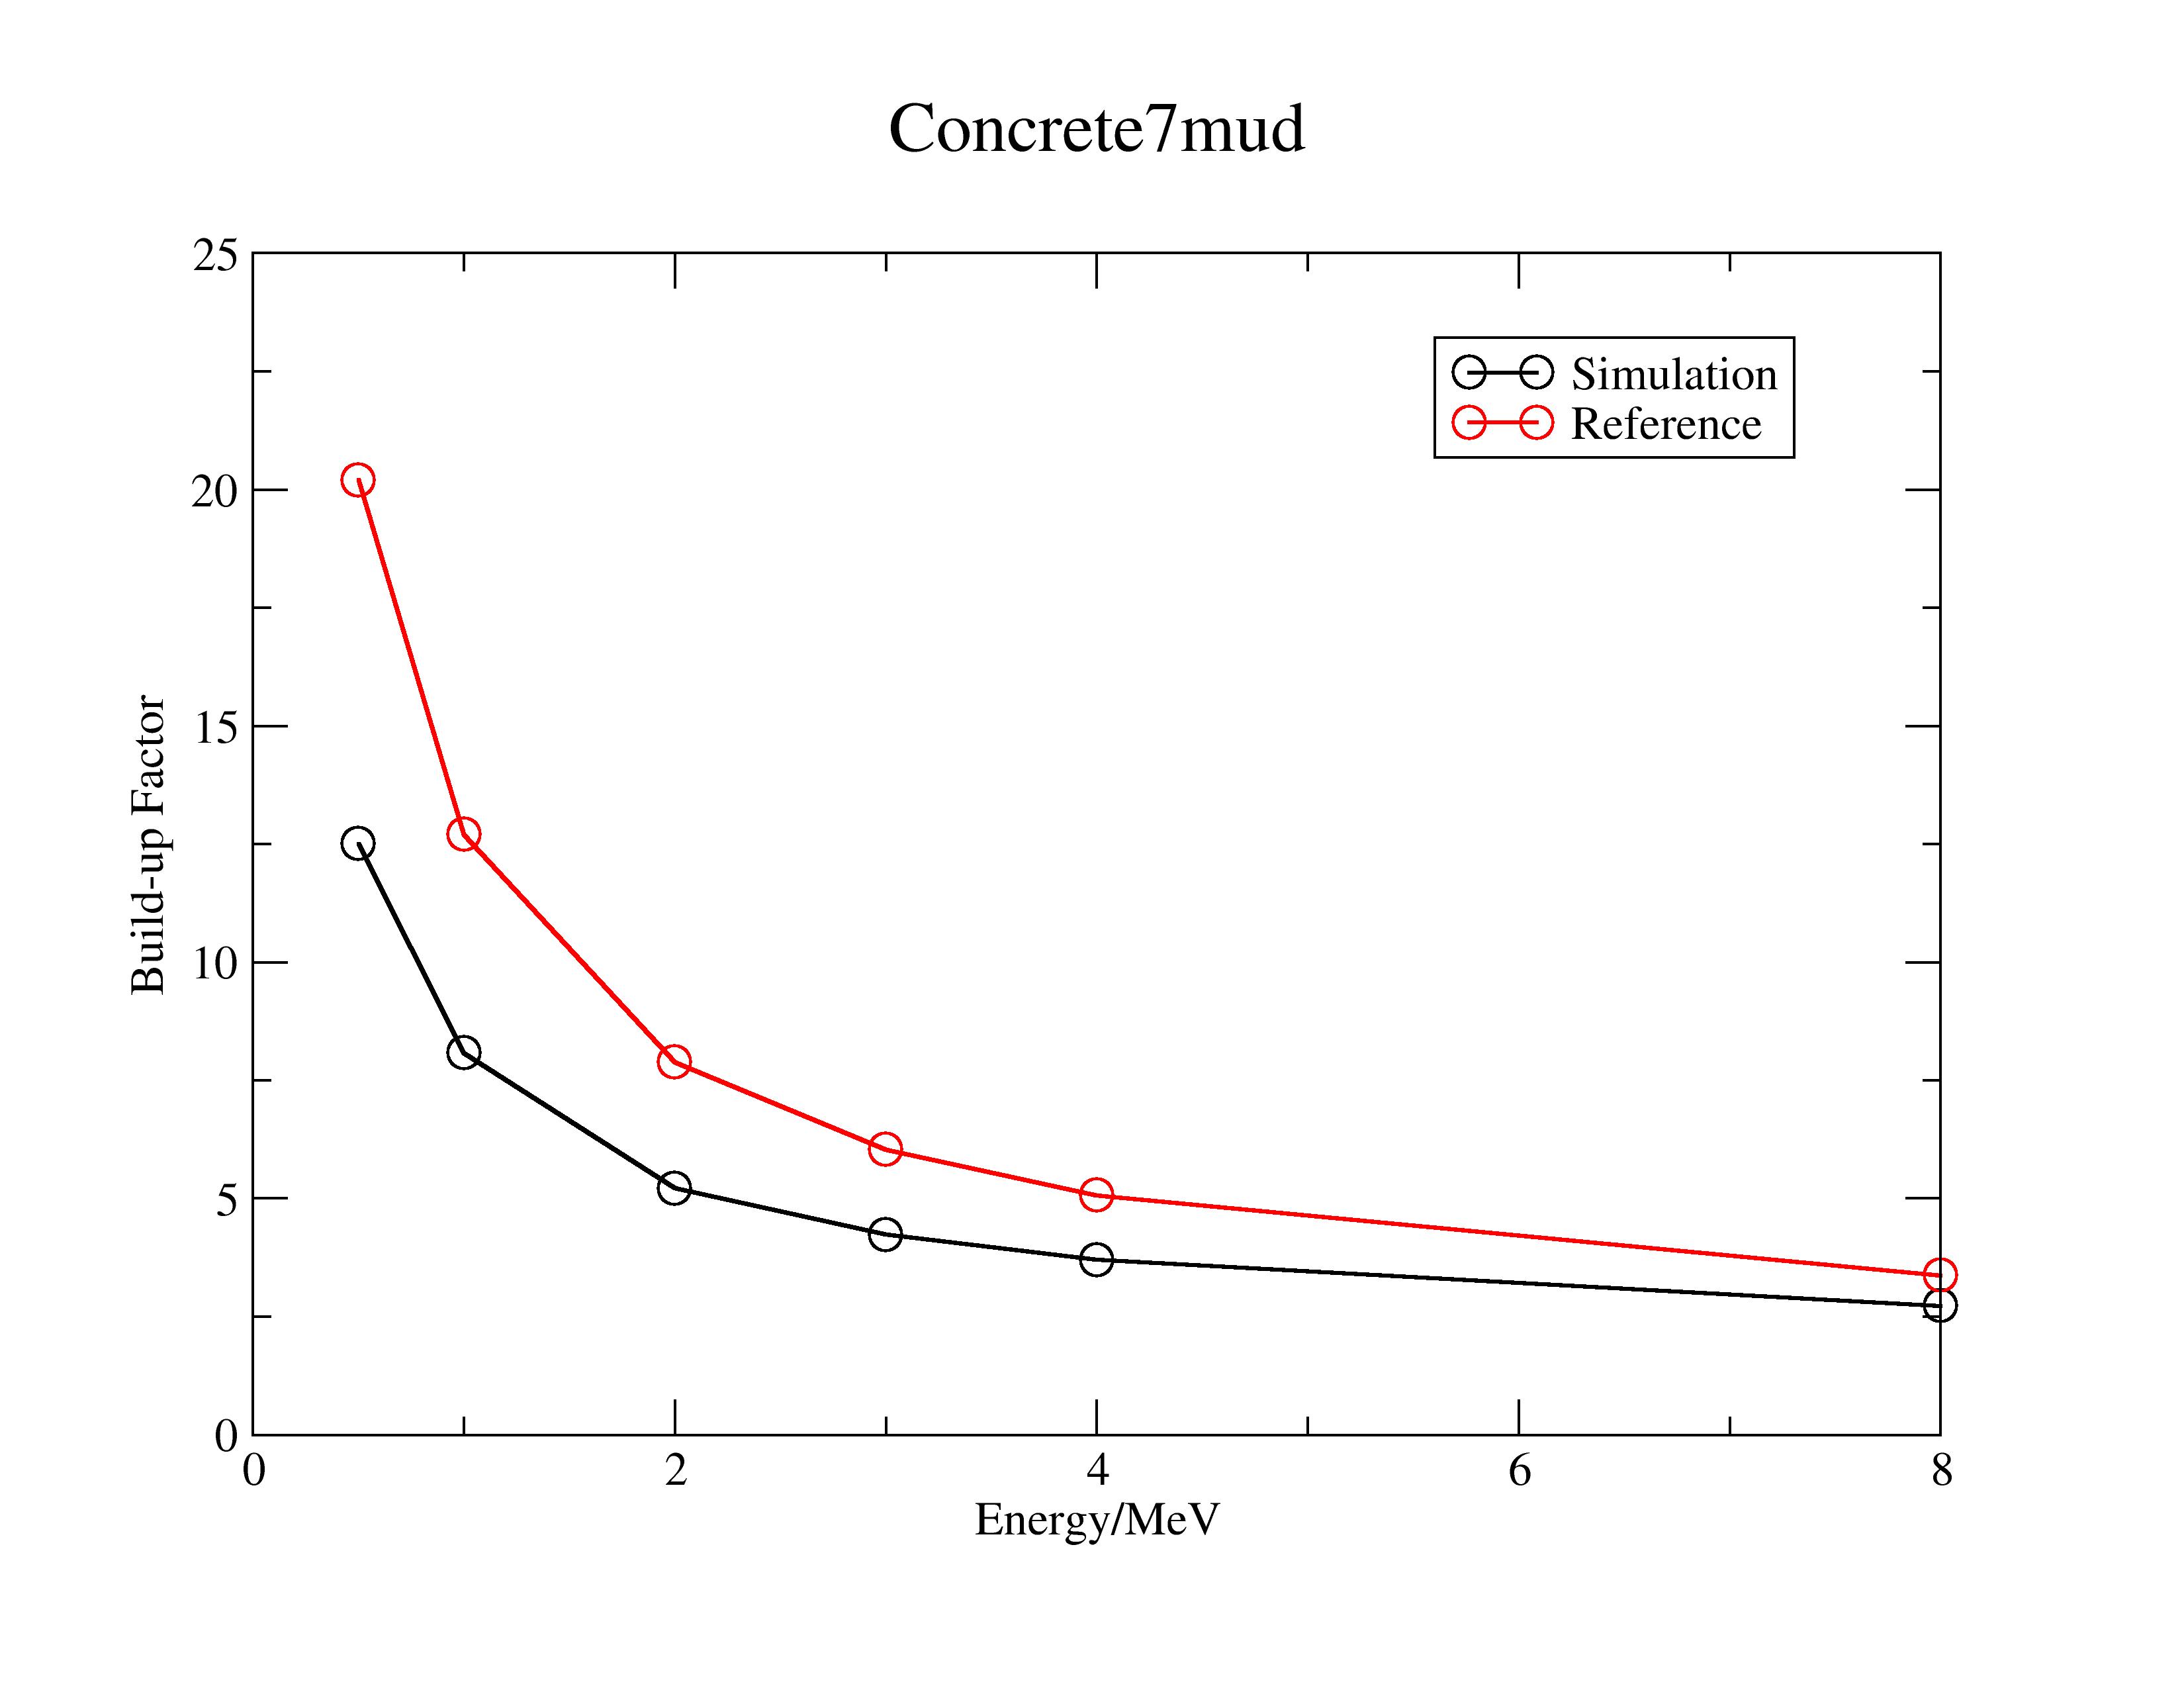 Concrete7mud
25
20
15
10
5
0
Build-up Factor
Simulation
Reference
0 2 4 6 8
Energy/MeV